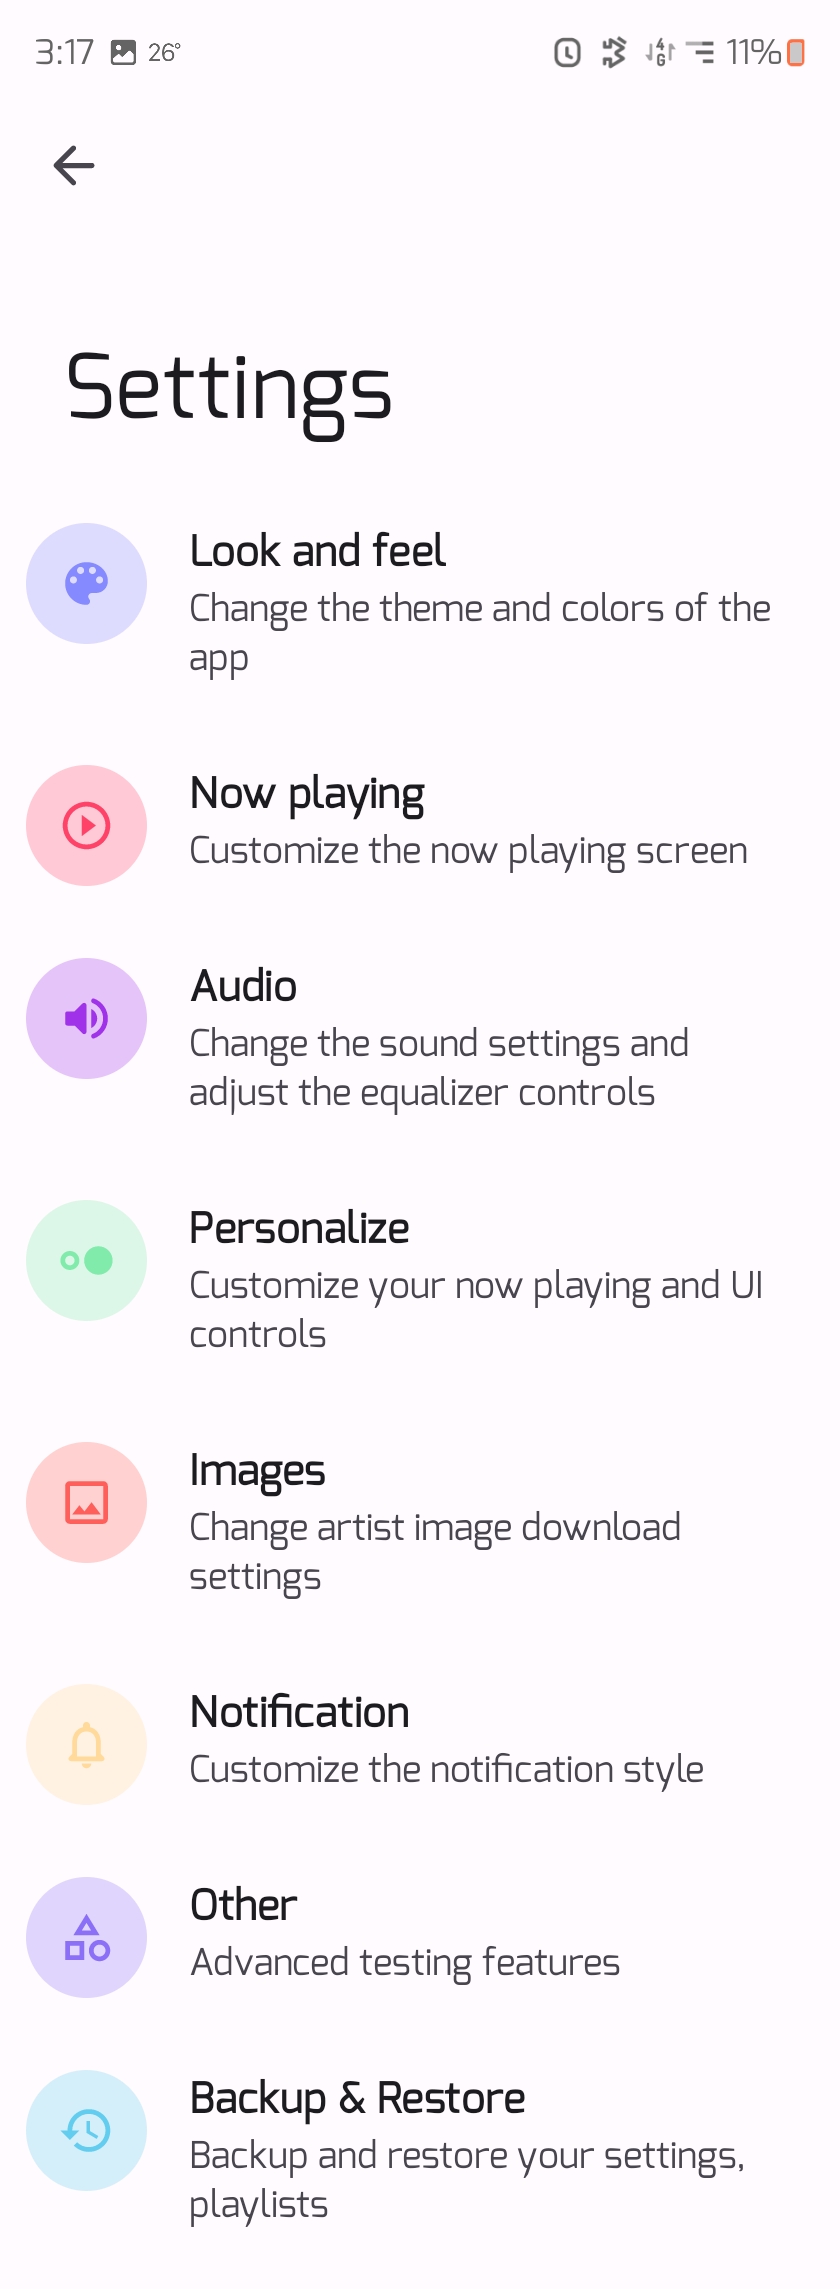 3:17 26° 4G 11%
Settings
Look and feel
Change the theme and colors of the
app
Now playing
Customize the now playing screen
Audio
Change the sound settings and
adjust the equalizer controls
Personalize
Customize your now playing and UI
controls
Images
Change artist image download
settings
Notification
Customize the notification style
Other
Advanced testing features
Backup & Restore
Backup and restore your settings,
playlists